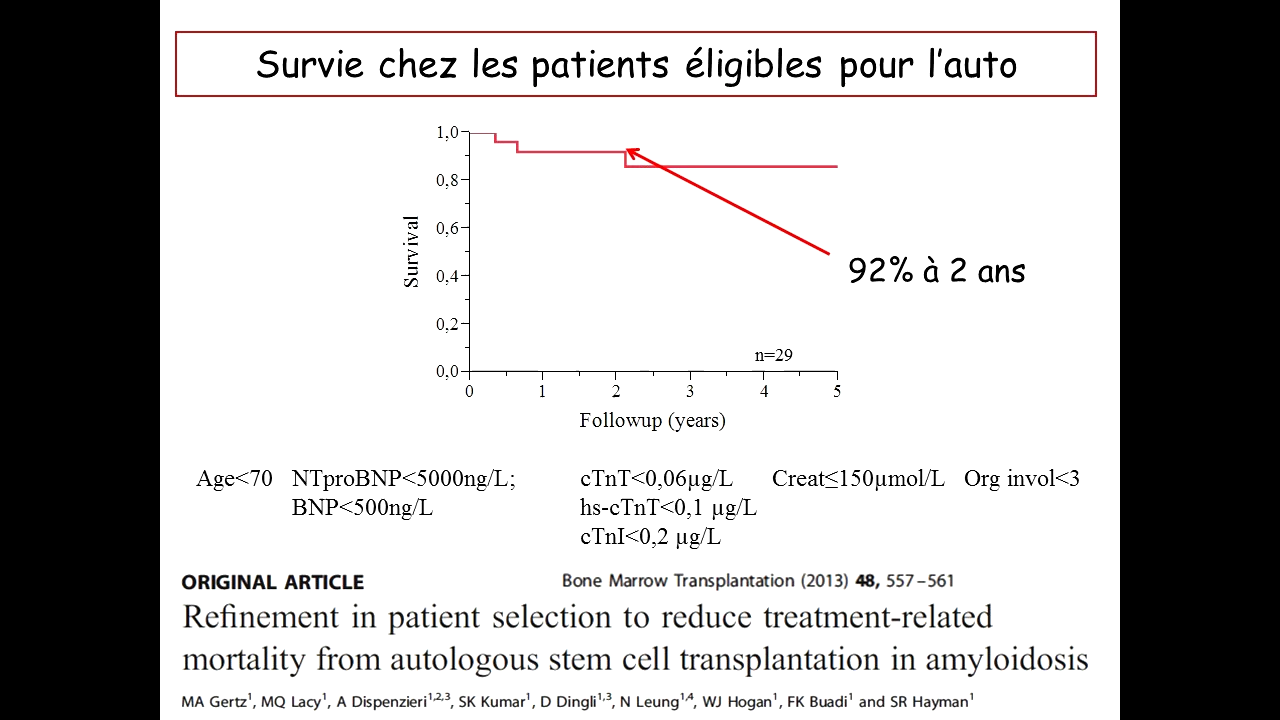 Survie chez les patients éligibles pour l'auto
1,0
0,8
0,6
0,4
0,2
0,0
Survival
0 1 2 3 4 5
Followup (years)
n=29
92% à 2 ans
Age<70 NTproBNP<5000ng/L; cTnT<0,06µg/L Creat≤150µmol/L Org invol<3
BNP<500ng/L hs-cTnT<0,1 µg/L
cTnI<0,2 µg/L
ORIGINAL ARTICLE Bone Marrow Transplantation (2013) 48, 557–561
Refinement in patient selection to reduce treatment-related
mortality from autologous stem cell transplantation in amyloidosis
MA Gertz¹, MQ Lacy¹, A Dispenzieri¹,²,³, SK Kumar¹, D Dingli¹,³, N Leung¹,⁴, WJ Hogan¹, FK Buadi¹ and SR Hayman¹